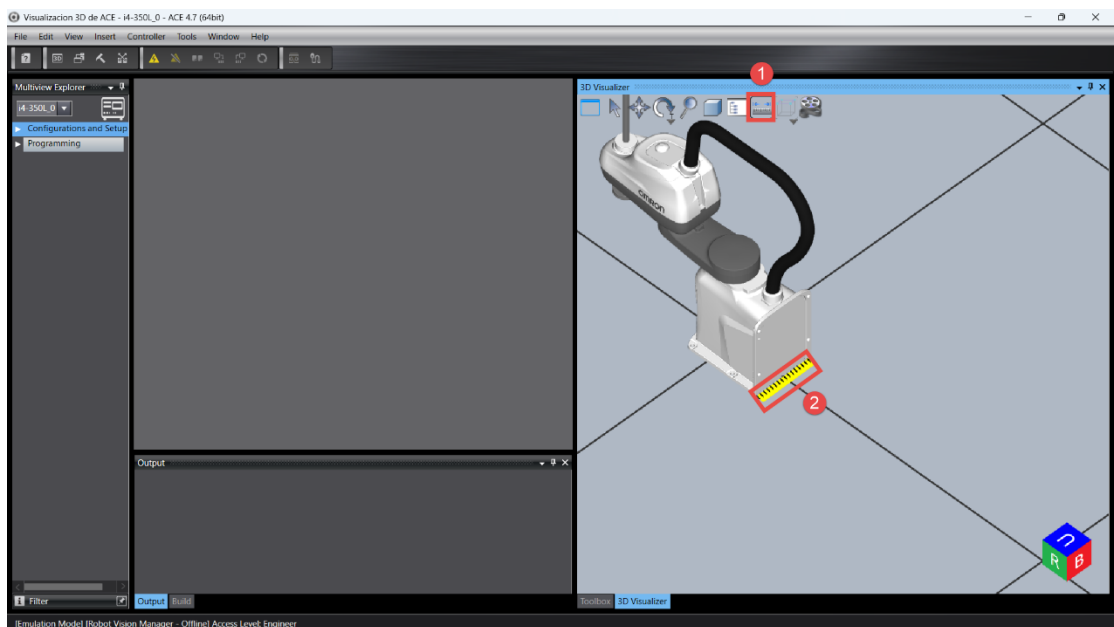 Visualizacion 3D de ACE - i4-350L_0 - ACE 4.7 (64bit)
File Edit View Insert Controller Tools Window Help
3D
1
Multiview Explorer
3D Visualizer
i4-350L_0
Configurations and Setup
Programming
OMRON
2
Output
R B
Filter
Output Build
Toolbox 3D Visualizer
[Emulation Mode] [Robot Vision Manager - Offline] Access Level: Engineer